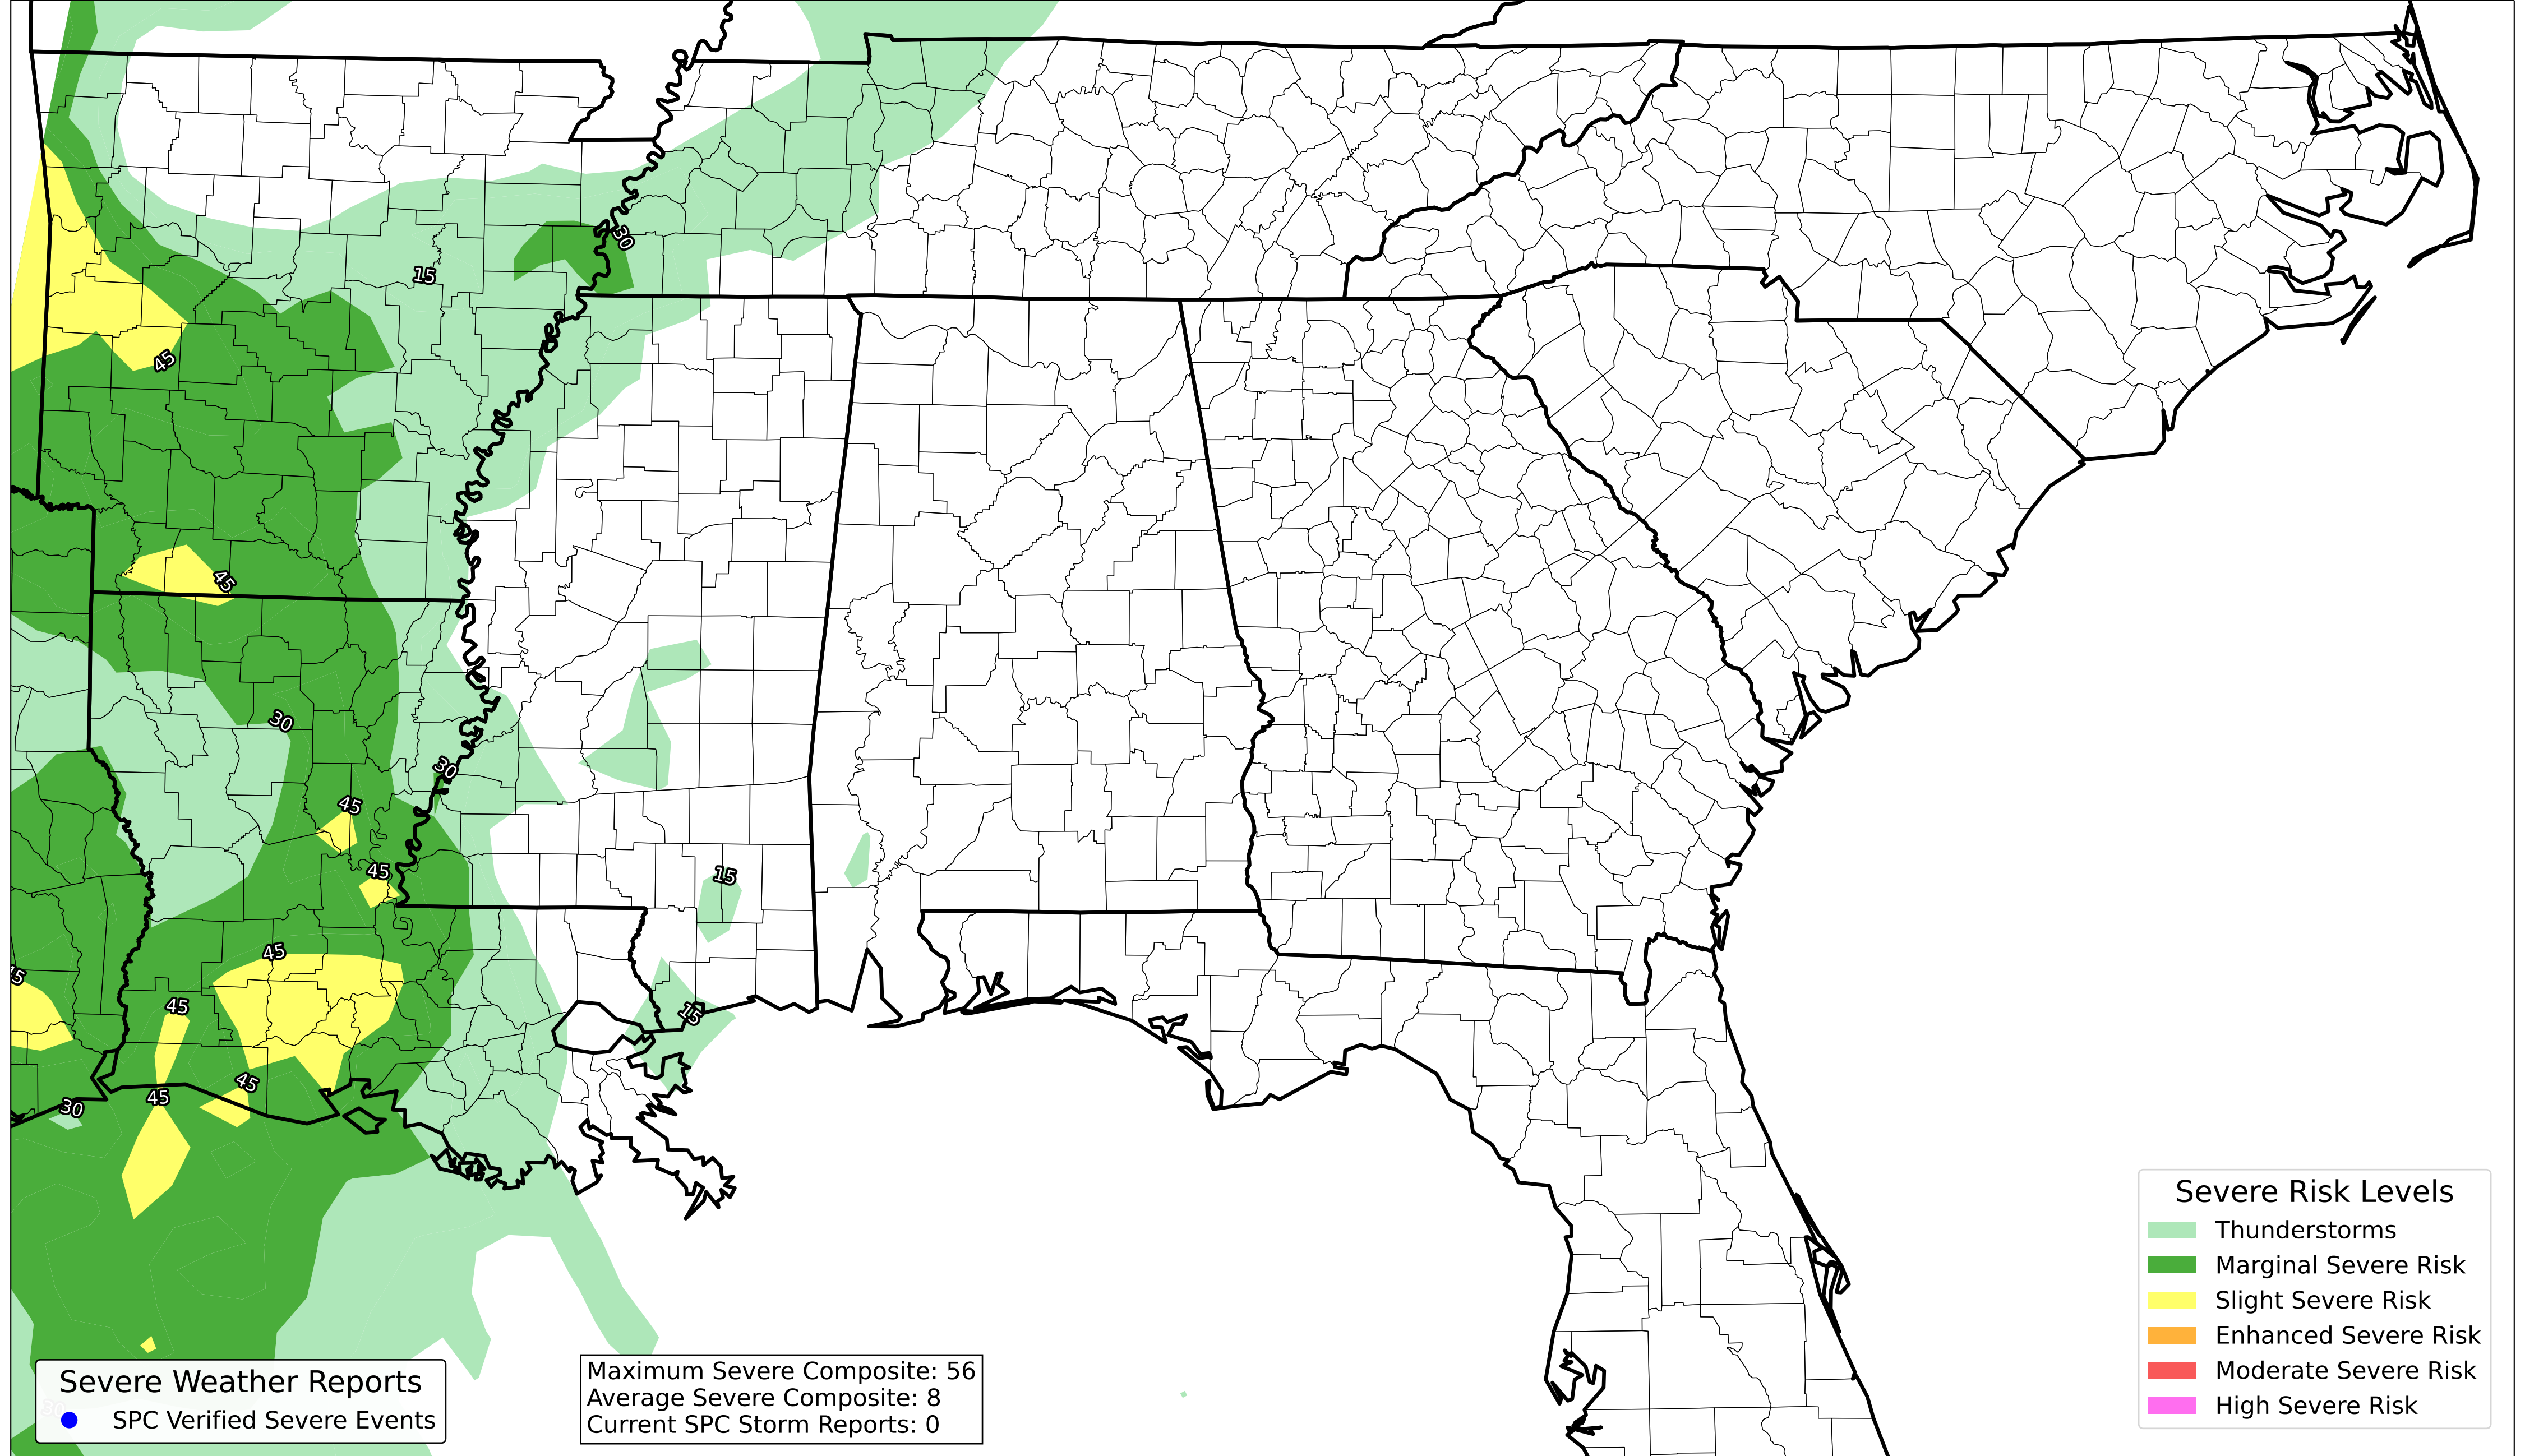 30
15
45
45
30
30
45
45
15
45
45
45
15
45
45
30
Severe Weather Reports
SPC Verified Severe Events
Maximum Severe Composite: 56
Average Severe Composite: 8
Current SPC Storm Reports: 0
Severe Risk Levels
Thunderstorms
Marginal Severe Risk
Slight Severe Risk
Enhanced Severe Risk
Moderate Severe Risk
High Severe Risk